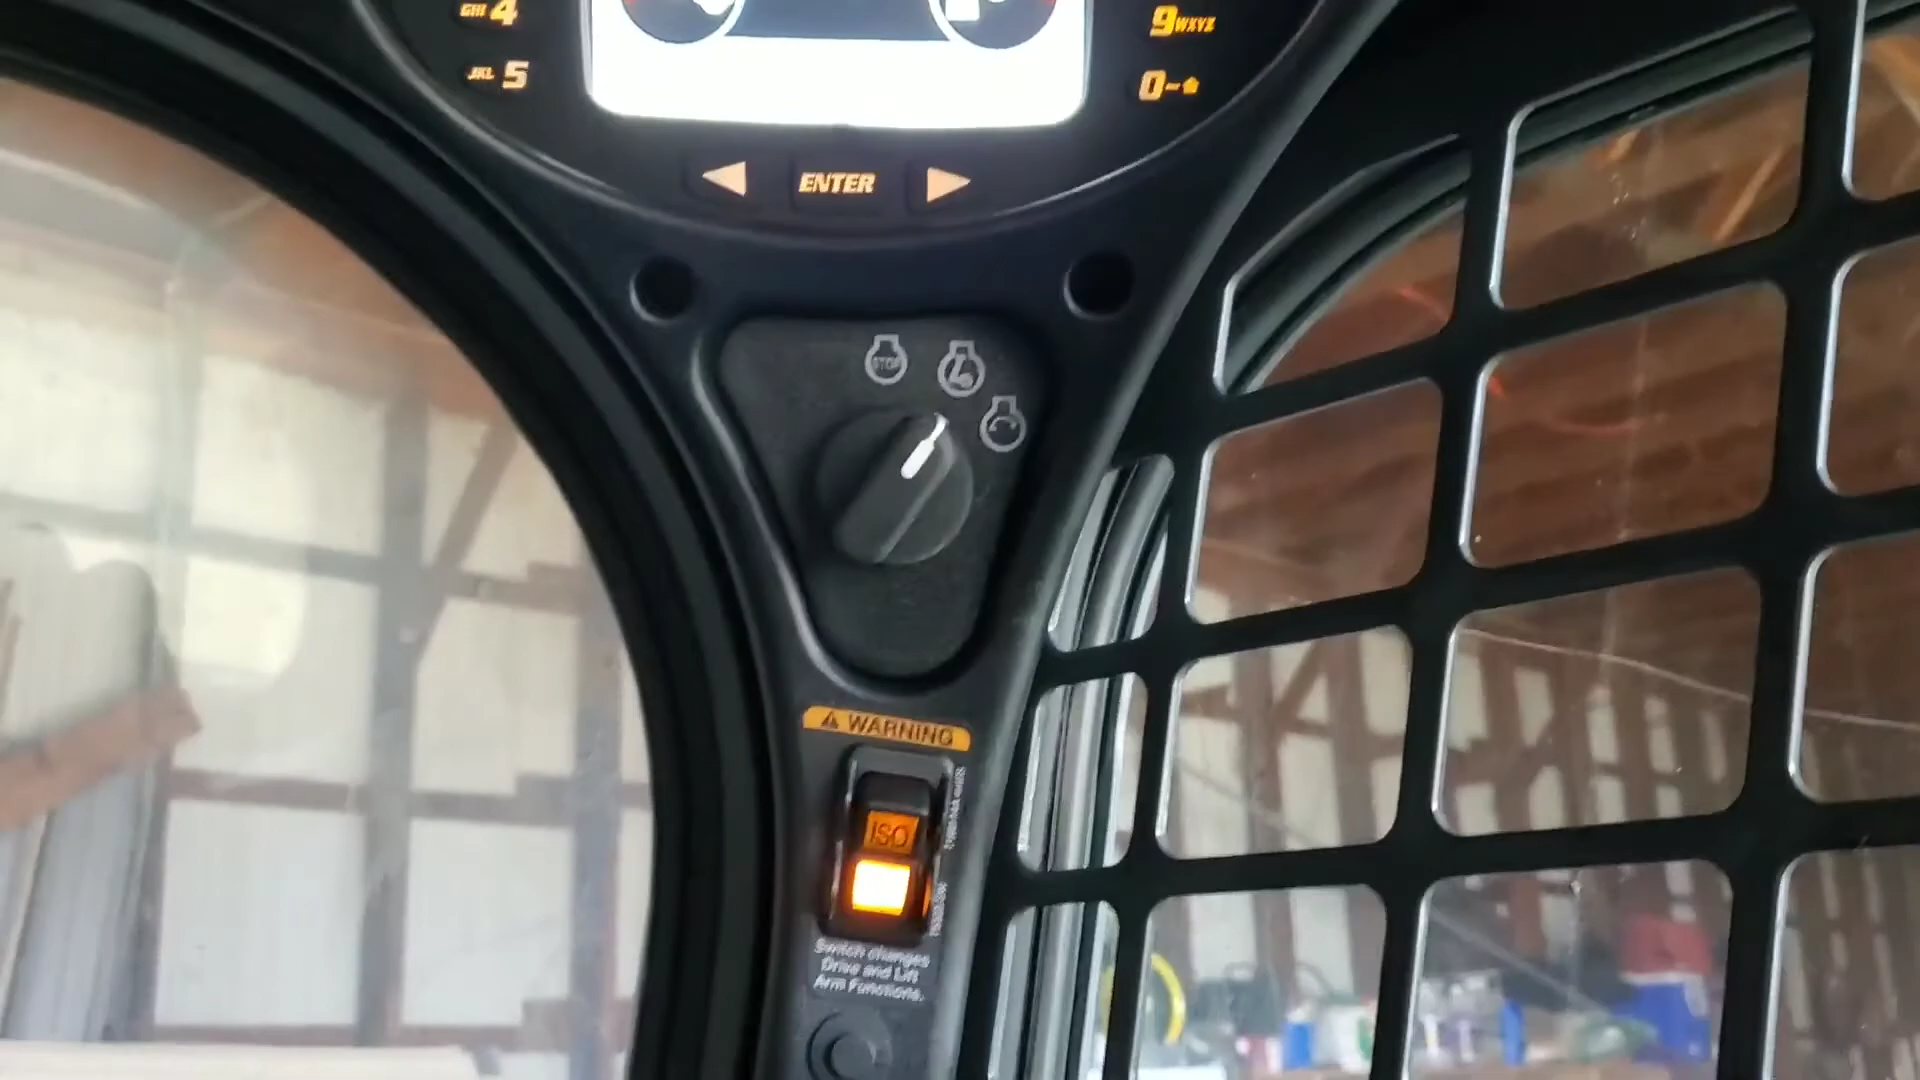 GHI 4
9 WXYZ
JKL 5
0
ENTER
STOP
WARNING
ISO
Switch changes
Drive and Lift
Arm Functions.